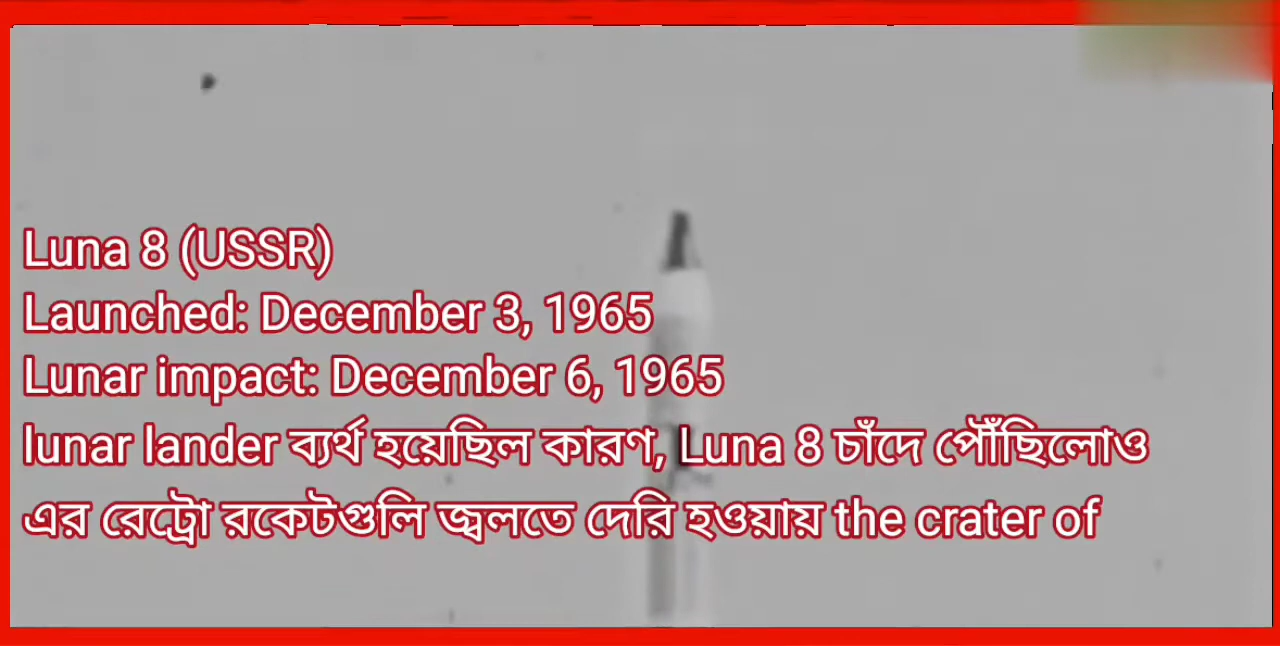 Luna 8 (USSR)
Launched: December 3, 1965
Lunar impact: December 6, 1965
lunar lander ব্যর্থ হয়েছিল কারণ, Luna 8 চাঁদে পৌঁছিলোও
এর রেট্রো রকেটগুলি জ্বলতে দেরি হওয়ায় the crater of